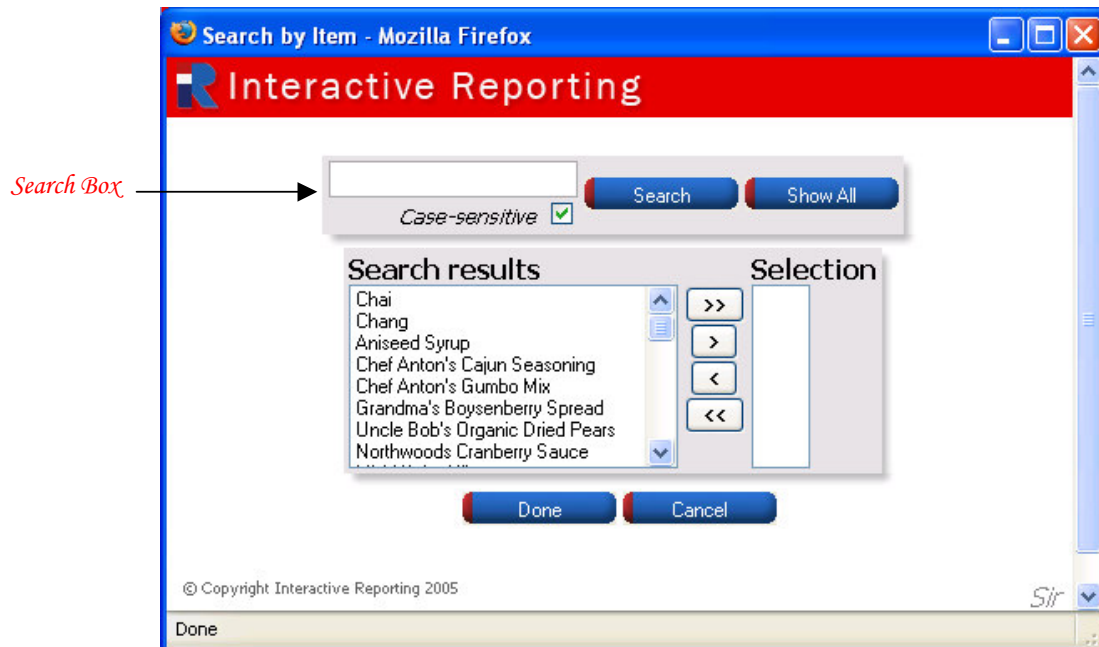 Search by Item - Mozilla Firefox
iR Interactive Reporting
Search Box
Search
Show All
Case-sensitive
Search results
Selection
Chai
Chang
Aniseed Syrup
Chef Anton's Cajun Seasoning
Chef Anton's Gumbo Mix
Grandma's Boysenberry Spread
Uncle Bob's Organic Dried Pears
Northwoods Cranberry Sauce
>>
>
<
<<
Done
Cancel
© Copyright Interactive Reporting 2005
Sir
Done